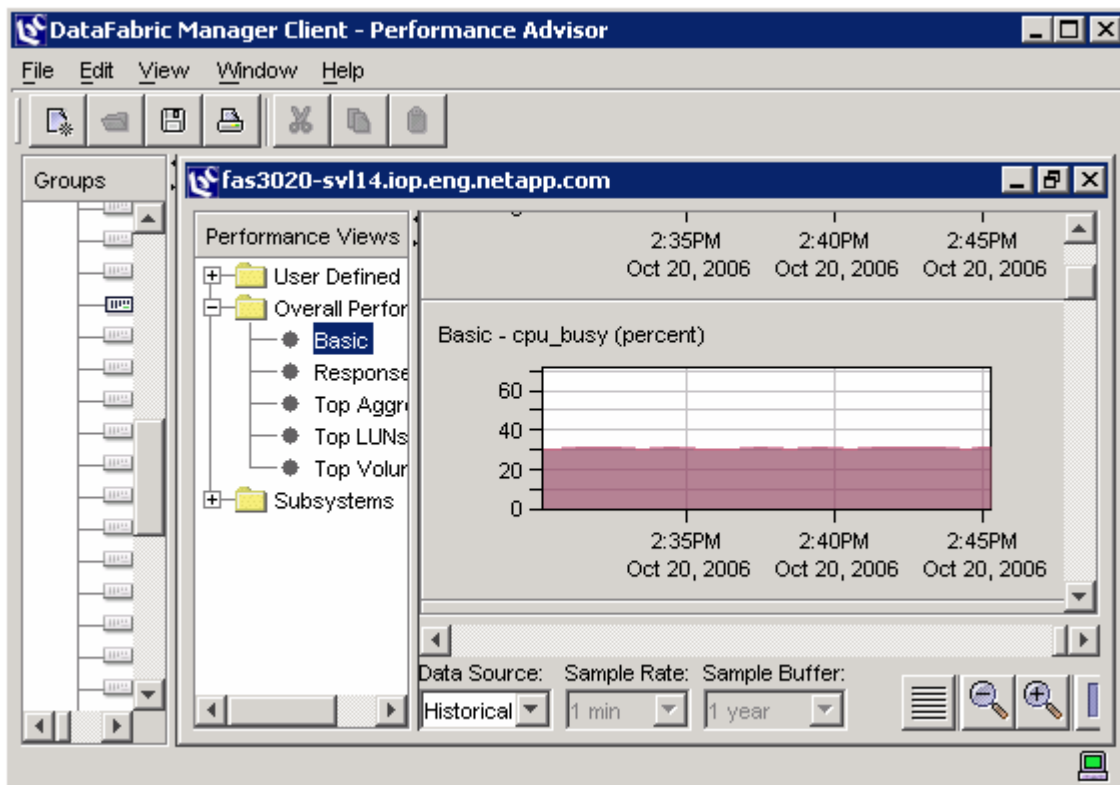 DataFabric Manager Client - Performance Advisor
File Edit View Window Help
Groups
fas3020-svl14.iop.eng.netapp.com
Performance Views
User Defined
Overall Perfor
Basic
Response
Top Aggr
Top LUNs
Top Volur
Subsystems
2:35PM 2:40PM 2:45PM
Oct 20, 2006 Oct 20, 2006 Oct 20, 2006
Basic - cpu_busy (percent)
60
40
20
0
2:35PM 2:40PM 2:45PM
Oct 20, 2006 Oct 20, 2006 Oct 20, 2006
Data Source: Sample Rate: Sample Buffer:
Historical 1 min 1 year